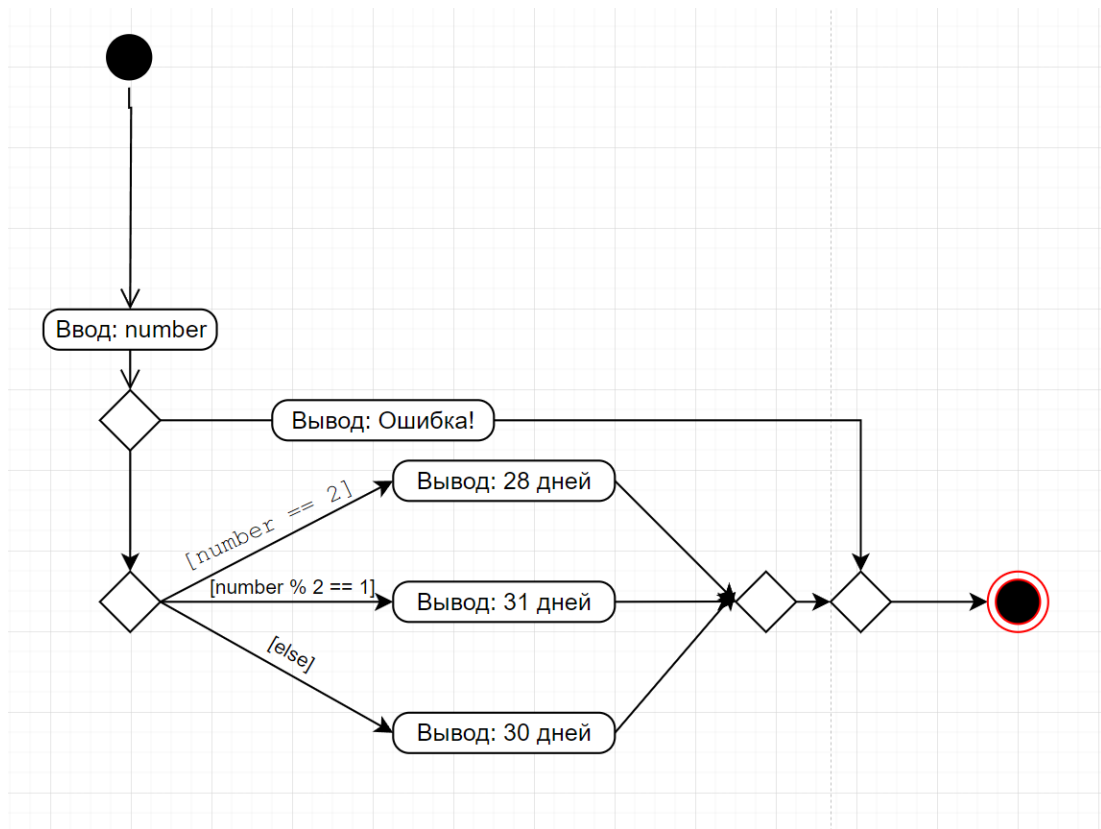 Ввод: number
Вывод: Ошибка!
[number == 2]
Вывод: 28 дней
[number % 2 == 1]
Вывод: 31 дней
[else]
Вывод: 30 дней